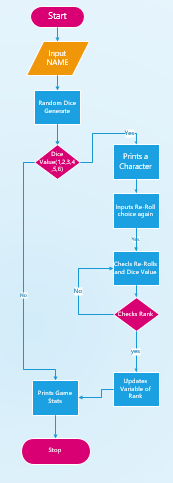 Start
Input
NAME
Random Dice
Generate
Dice
Value(1,2,3,4
,5,6)
Yes
Prints a
Character
Inputs Re-Roll
choice again
Yes
Checls Re-Rolls
and Dice Value
No
Checks Rank
No
yes
Updates
Variable of
Rank
Prints Game
Stats
Stop